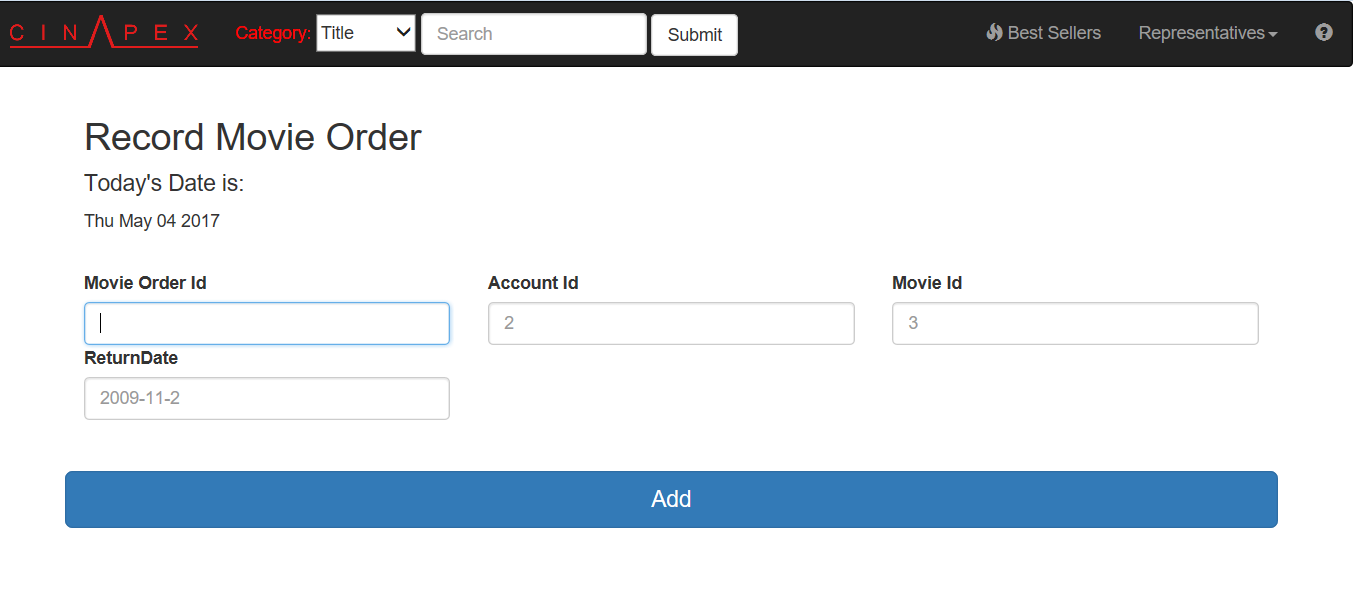 CINAPEX Category: Title Search Submit Best Sellers Representatives ?
Record Movie Order
Today's Date is:
Thu May 04 2017
Movie Order Id Account Id Movie Id
2 3
ReturnDate
2009-11-2
Add